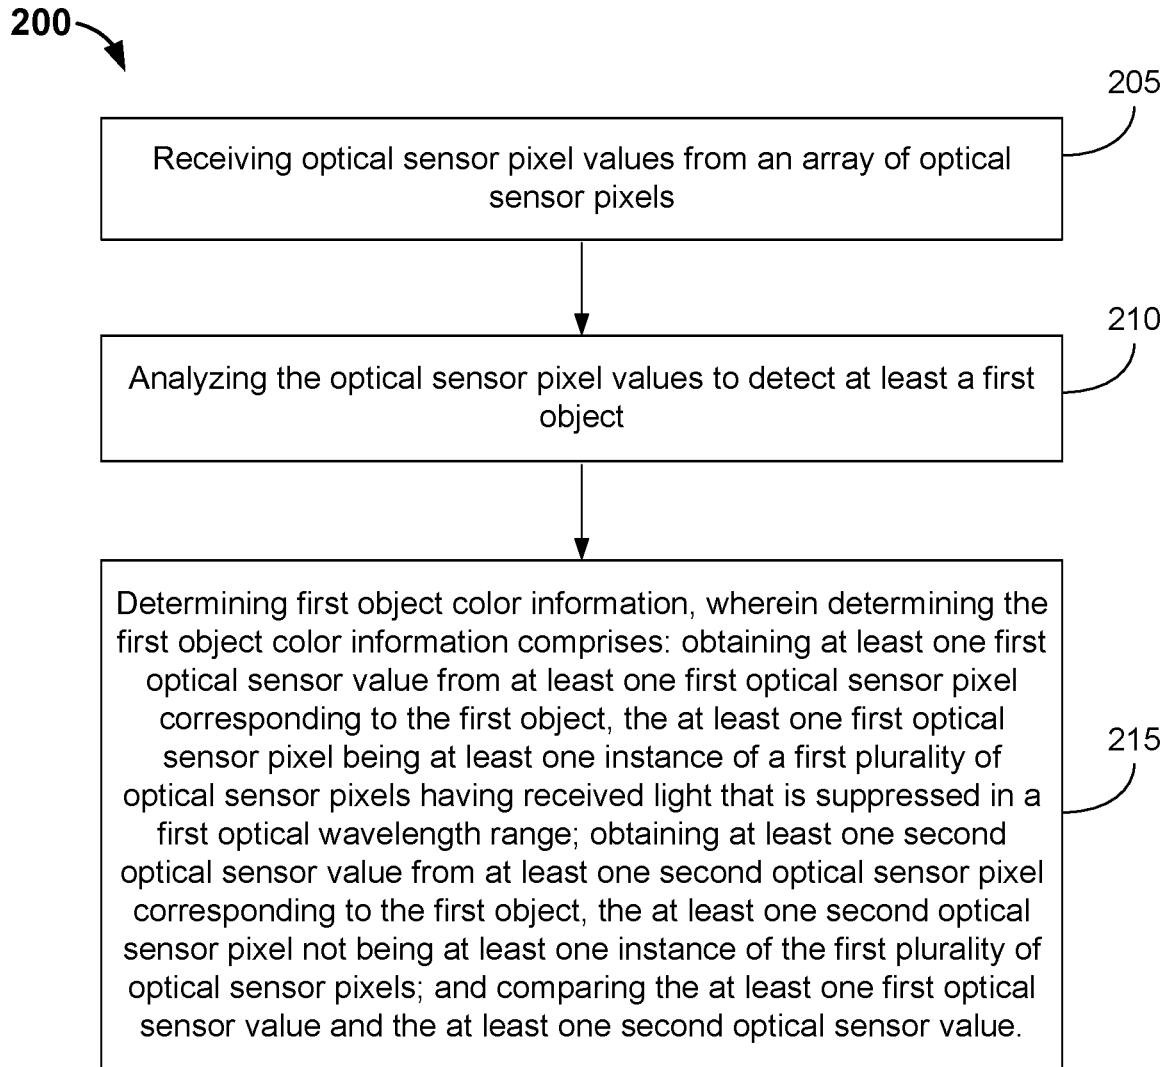 200
205
Receiving optical sensor pixel values from an array of optical
sensor pixels
210
Analyzing the optical sensor pixel values to detect at least a first
object
Determining first object color information, wherein determining the
first object color information comprises: obtaining at least one first
optical sensor value from at least one first optical sensor pixel
corresponding to the first object, the at least one first optical
sensor pixel being at least one instance of a first plurality of
optical sensor pixels having received light that is suppressed in a
first optical wavelength range; obtaining at least one second
optical sensor value from at least one second optical sensor pixel
corresponding to the first object, the at least one second optical
sensor pixel not being at least one instance of the first plurality of
optical sensor pixels; and comparing the at least one first optical
sensor value and the at least one second optical sensor value.
215